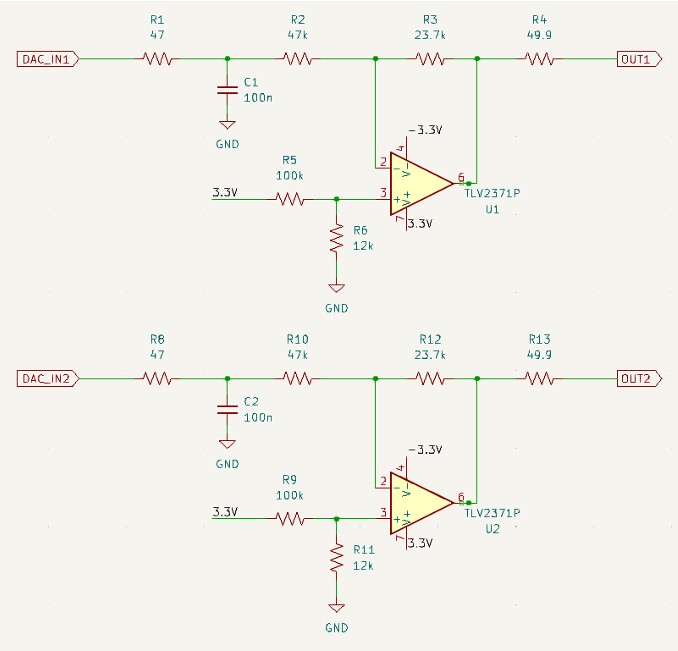 R1
47
R2
47k
R3
23.7k
R4
49.9
DAC_IN1
OUT1
C1
100n
GND
-3.3V
4
2
- V-
R5
100k
3.3V
3
+ V+
6
TLV2371P
U1
7
3.3V
R6
12k
GND
R8
47
R10
47k
R12
23.7k
R13
49.9
DAC_IN2
OUT2
C2
100n
GND
-3.3V
4
2
- V-
R9
100k
3.3V
3
+ V+
6
TLV2371P
U2
7
3.3V
R11
12k
GND